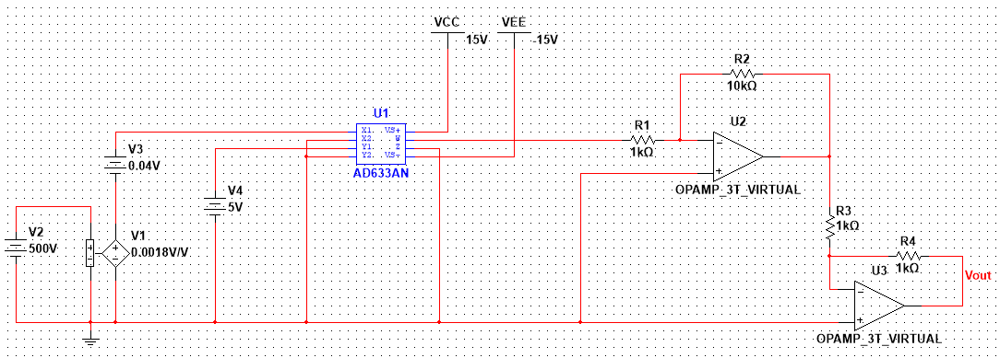 VCC
15V
VEE
-15V
R2
10kΩ
U1
X1
X2
Y1
Y2
VS+
W
Z
VS-
AD633AN
R1
1kΩ
U2
OPAMP_3T_VIRTUAL
V3
0.04V
V4
5V
V2
500V
V1
0.0018V/V
R3
1kΩ
R4
1kΩ
U3
Vout
OPAMP_3T_VIRTUAL